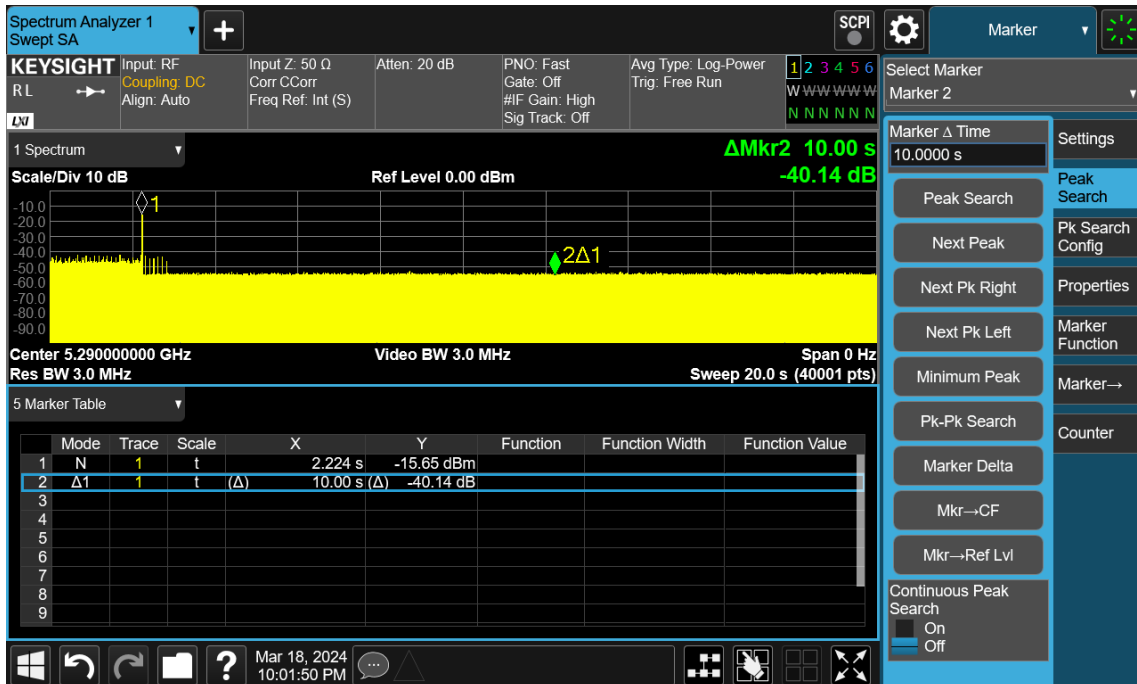 Spectrum Analyzer 1
Swept SA
+
SCPI
Marker
KEYSIGHT
RL
LXI
Input: RF
Coupling: DC
Align: Auto
Input Z: 50 Ω
Corr CCorr
Freq Ref: Int (S)
Atten: 20 dB
PNO: Fast
Gate: Off
#IF Gain: High
Sig Track: Off
Avg Type: Log-Power
Trig: Free Run
1 2 3 4 5 6
W W W W W W
N N N N N N
Select Marker
Marker 2
1 Spectrum
ΔMkr2 10.00 s
-40.14 dB
Scale/Div 10 dB
Ref Level 0.00 dBm
-10.0
-20.0
-30.0
-40.0
-50.0
-60.0
-70.0
-80.0
-90.0
1
2Δ1
Center 5.290000000 GHz
Video BW 3.0 MHz
Span 0 Hz
Res BW 3.0 MHz
Sweep 20.0 s (40001 pts)
5 Marker Table
Mode Trace Scale X Y Function Function Width Function Value
1 N 1 t 2.224 s -15.65 dBm
2 Δ1 1 t (Δ) 10.00 s (Δ) -40.14 dB
3
4
5
6
7
8
9
Marker Δ Time
10.0000 s
Peak Search
Next Peak
Next Pk Right
Next Pk Left
Minimum Peak
Pk-Pk Search
Marker Delta
Mkr→CF
Mkr→Ref Lvl
Continuous Peak
Search
On
Off
Settings
Peak
Search
Pk Search
Config
Properties
Marker
Function
Marker→
Counter
?
Mar 18, 2024
10:01:50 PM